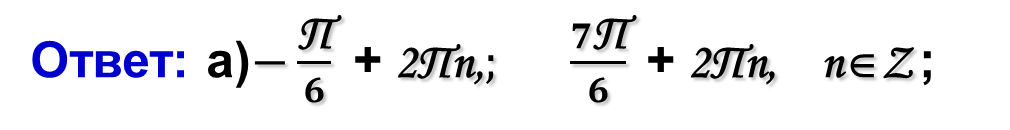 Ответ: а) −π/6 + 2πn,; 7π/6 + 2πn, n∈Z;